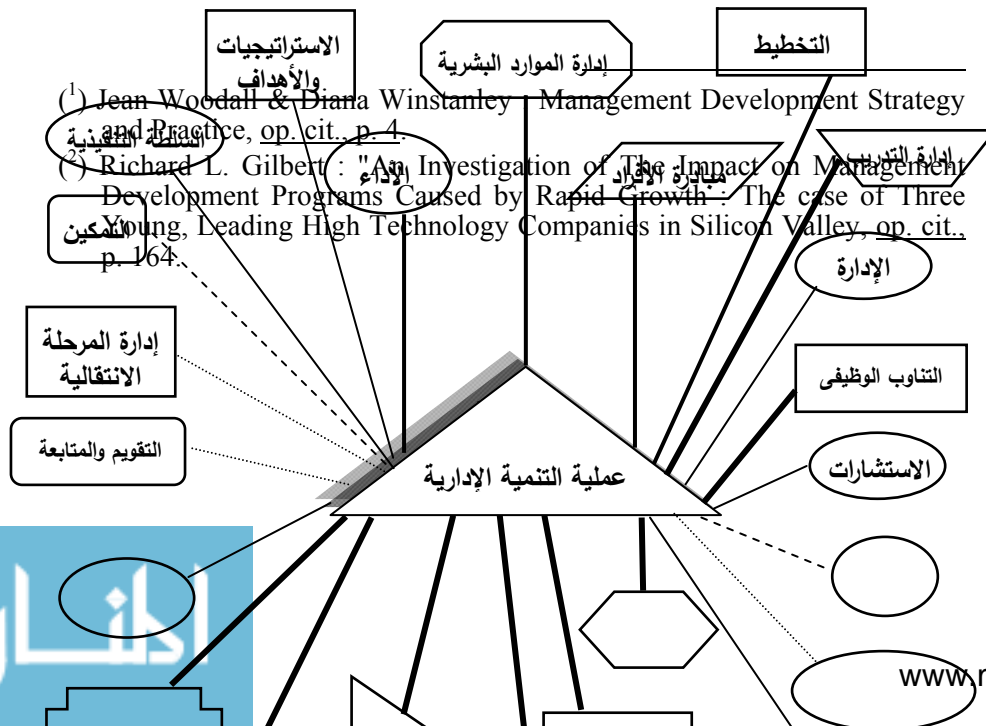 الاستراتيجيات
والأهداف
إدارة الموارد البشرية
التخطيط
(1) Jean Woodall & Diana Winstanley : Management Development Strategy
and Practice, op. cit., p. 4.
السلطة التنفيذية
(2) Richard L. Gilbert : "An Investigation of The Impact on Management
Development Programs Caused by Rapid Growth : The case of Three
Young, Leading High Technology Companies in Silicon Valley, op. cit.,
p. 164.
الأداء
مبادرة الأفراد
إدارة التدريب
التمكين
الإدارة
إدارة المرحلة
الانتقالية
التناوب الوظيفى
التقويم والمتابعة
الاستشارات
عملية التنمية الإدارية